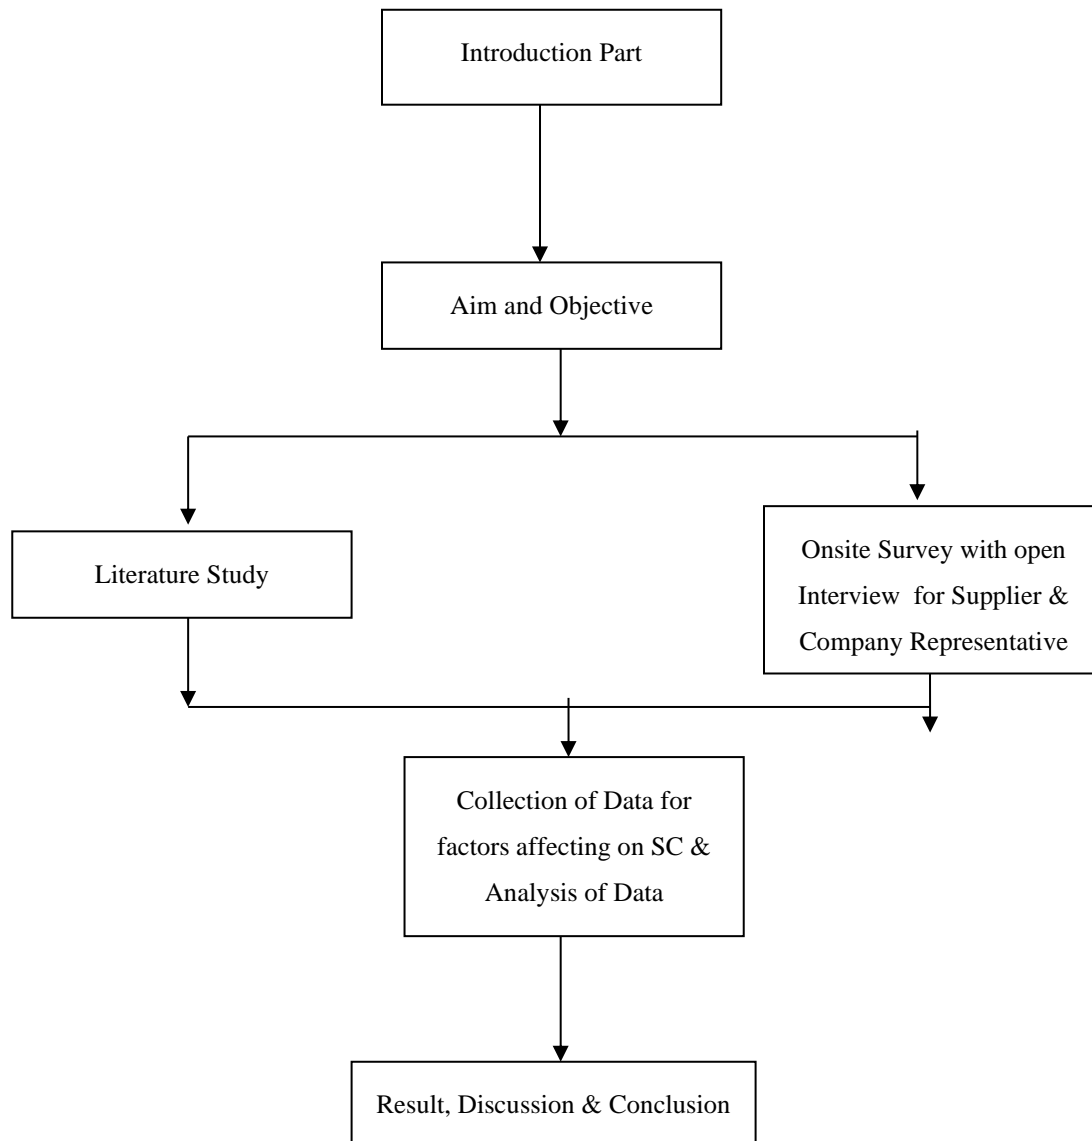 Introduction Part
Aim and Objective
Literature Study
Onsite Survey with open
Interview for Supplier &
Company Representative
Collection of Data for
factors affecting on SC &
Analysis of Data
Result, Discussion & Conclusion